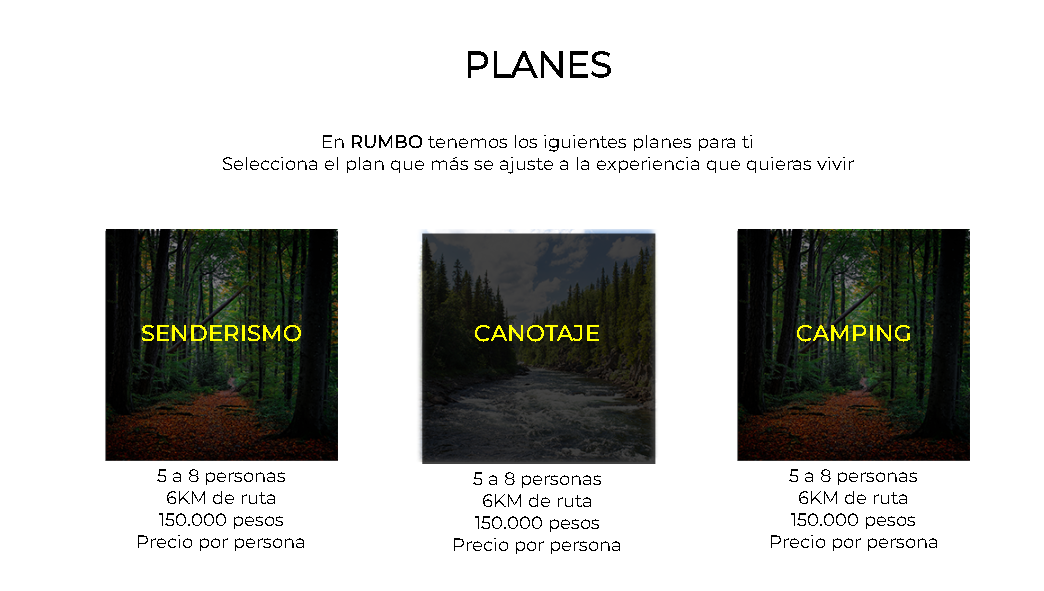 PLANES
En RUMBO tenemos los iguientes planes para ti
Selecciona el plan que más se ajuste a la experiencia que quieras vivir
SENDERISMO
5 a 8 personas
6KM de ruta
150.000 pesos
Precio por persona
CANOTAJE
5 a 8 personas
6KM de ruta
150.000 pesos
Precio por persona
CAMPING
5 a 8 personas
6KM de ruta
150.000 pesos
Precio por persona